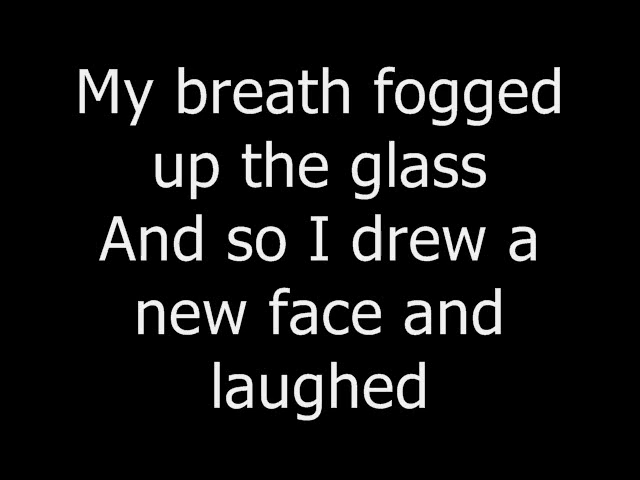 My breath fogged
up the glass
And so I drew a
new face and
laughed